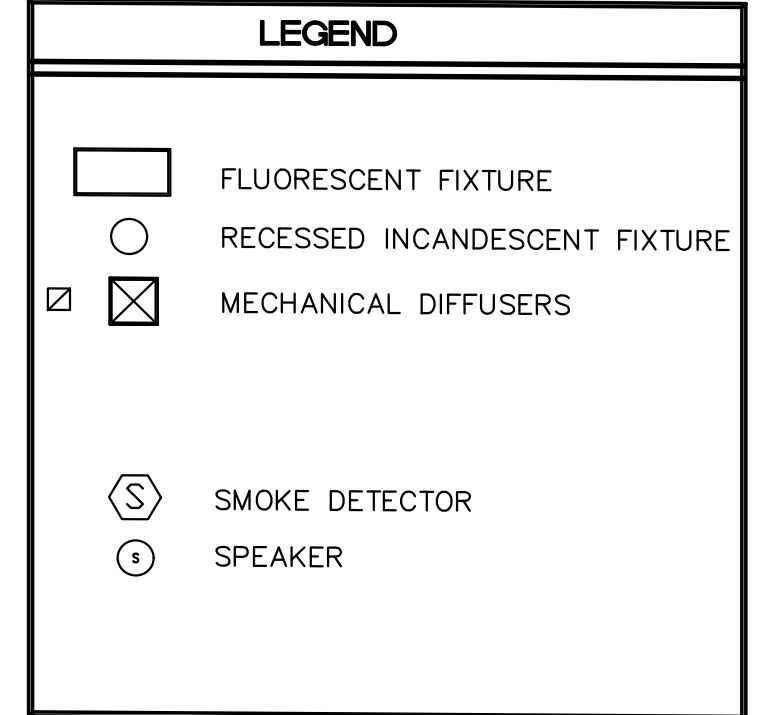 LEGEND
FLUORESCENT FIXTURE
RECESSED INCANDESCENT FIXTURE
MECHANICAL DIFFUSERS
S SMOKE DETECTOR
S SPEAKER